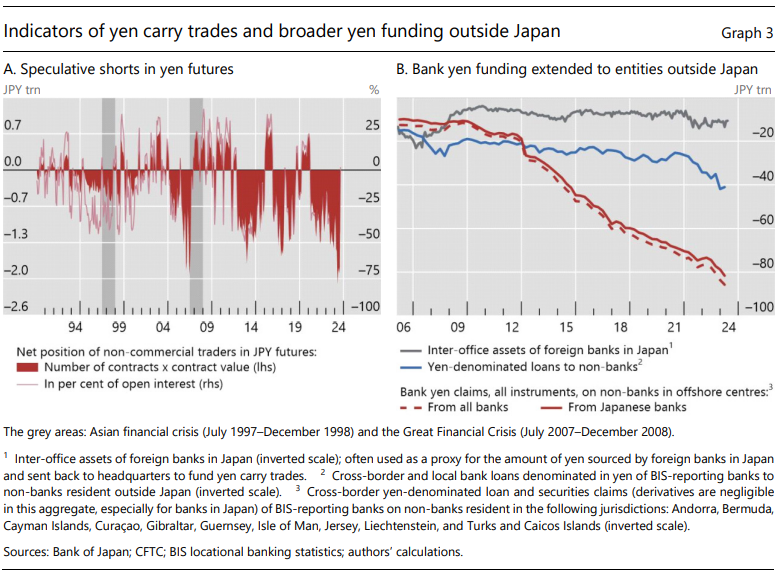 Indicators of yen carry trades and broader yen funding outside Japan
Graph 3
A. Speculative shorts in yen futures
B. Bank yen funding extended to entities outside Japan
JPY trn
%
JPY trn
0.7
0.0
–0.7
–1.3
–2.0
–2.6
25
0
–25
–50
–75
–100
94 99 04 09 14 19 24
–20
–40
–60
–80
–100
06 09 12 15 18 21 24
Net position of non-commercial traders in JPY futures:
Number of contracts x contract value (lhs)
In per cent of open interest (rhs)
Inter-office assets of foreign banks in Japan¹
Yen-denominated loans to non-banks²
Bank yen claims, all instruments, on non-banks in offshore centres:³
From all banks
From Japanese banks
The grey areas: Asian financial crisis (July 1997–December 1998) and the Great Financial Crisis (July 2007–December 2008).
¹ Inter-office assets of foreign banks in Japan (inverted scale); often used as a proxy for the amount of yen sourced by foreign banks in Japan
and sent back to headquarters to fund yen carry trades. ² Cross-border and local bank loans denominated in yen of BIS-reporting banks to
non-banks resident outside Japan (inverted scale). ³ Cross-border yen-denominated loan and securities claims (derivatives are negligible
in this aggregate, especially for banks in Japan) of BIS-reporting banks on non-banks resident in the following jurisdictions: Andorra, Bermuda,
Cayman Islands, Curaçao, Gibraltar, Guernsey, Isle of Man, Jersey, Liechtenstein, and Turks and Caicos Islands (inverted scale).
Sources: Bank of Japan; CFTC; BIS locational banking statistics; authors’ calculations.